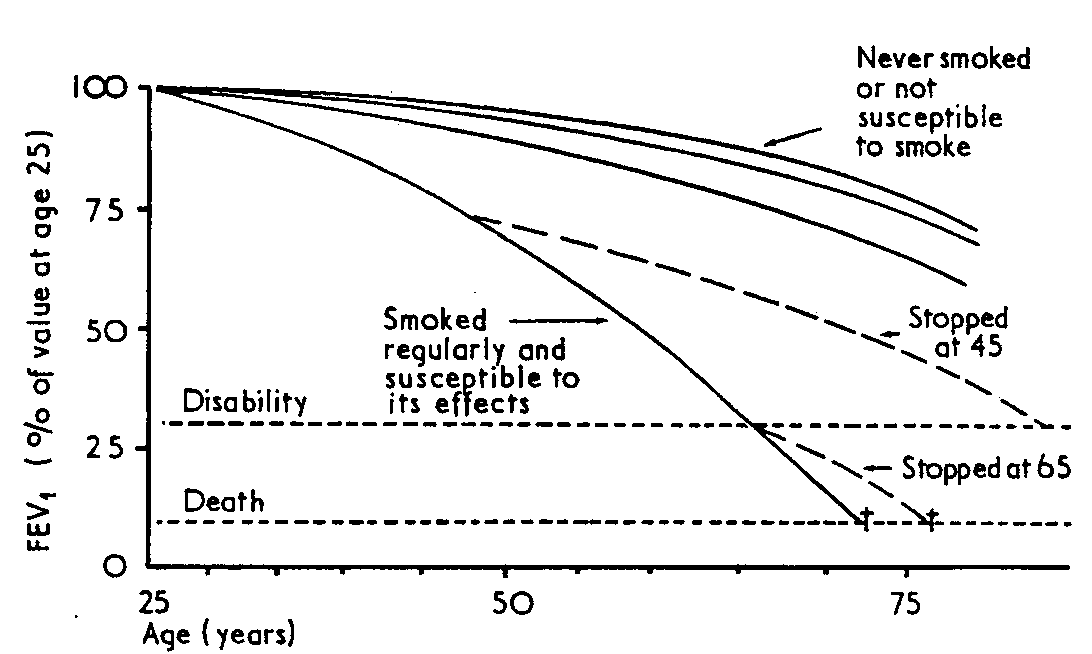 Never smoked
or not
susceptible
to smoke
100
75
50
25
0
FEV₁ (% of value at age 25)
Smoked
regularly and
susceptible to
its effects
Stopped
at 45
Disability
Stopped at 65
Death
25
50
75
Age (years)